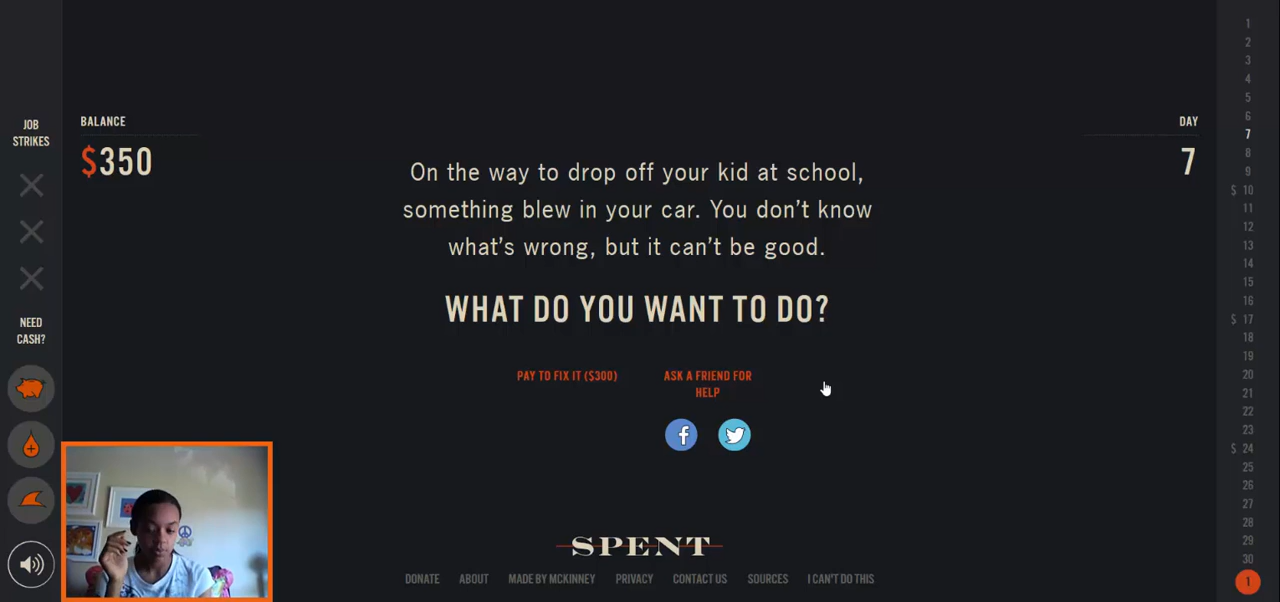 JOB
STRIKES
NEED
CASH?
BALANCE
$350
DAY
7
On the way to drop off your kid at school,
something blew in your car. You don't know
what's wrong, but it can't be good.
WHAT DO YOU WANT TO DO?
PAY TO FIX IT ($300)
ASK A FRIEND FOR
HELP
SPENT
DONATE ABOUT MADE BY MCKINNEY PRIVACY CONTACT US SOURCES I CAN'T DO THIS
1
2
3
4
5
6
7
8
9
$ 10
11
12
13
14
15
16
$ 17
18
19
20
21
22
23
$ 24
25
26
27
28
29
30
1